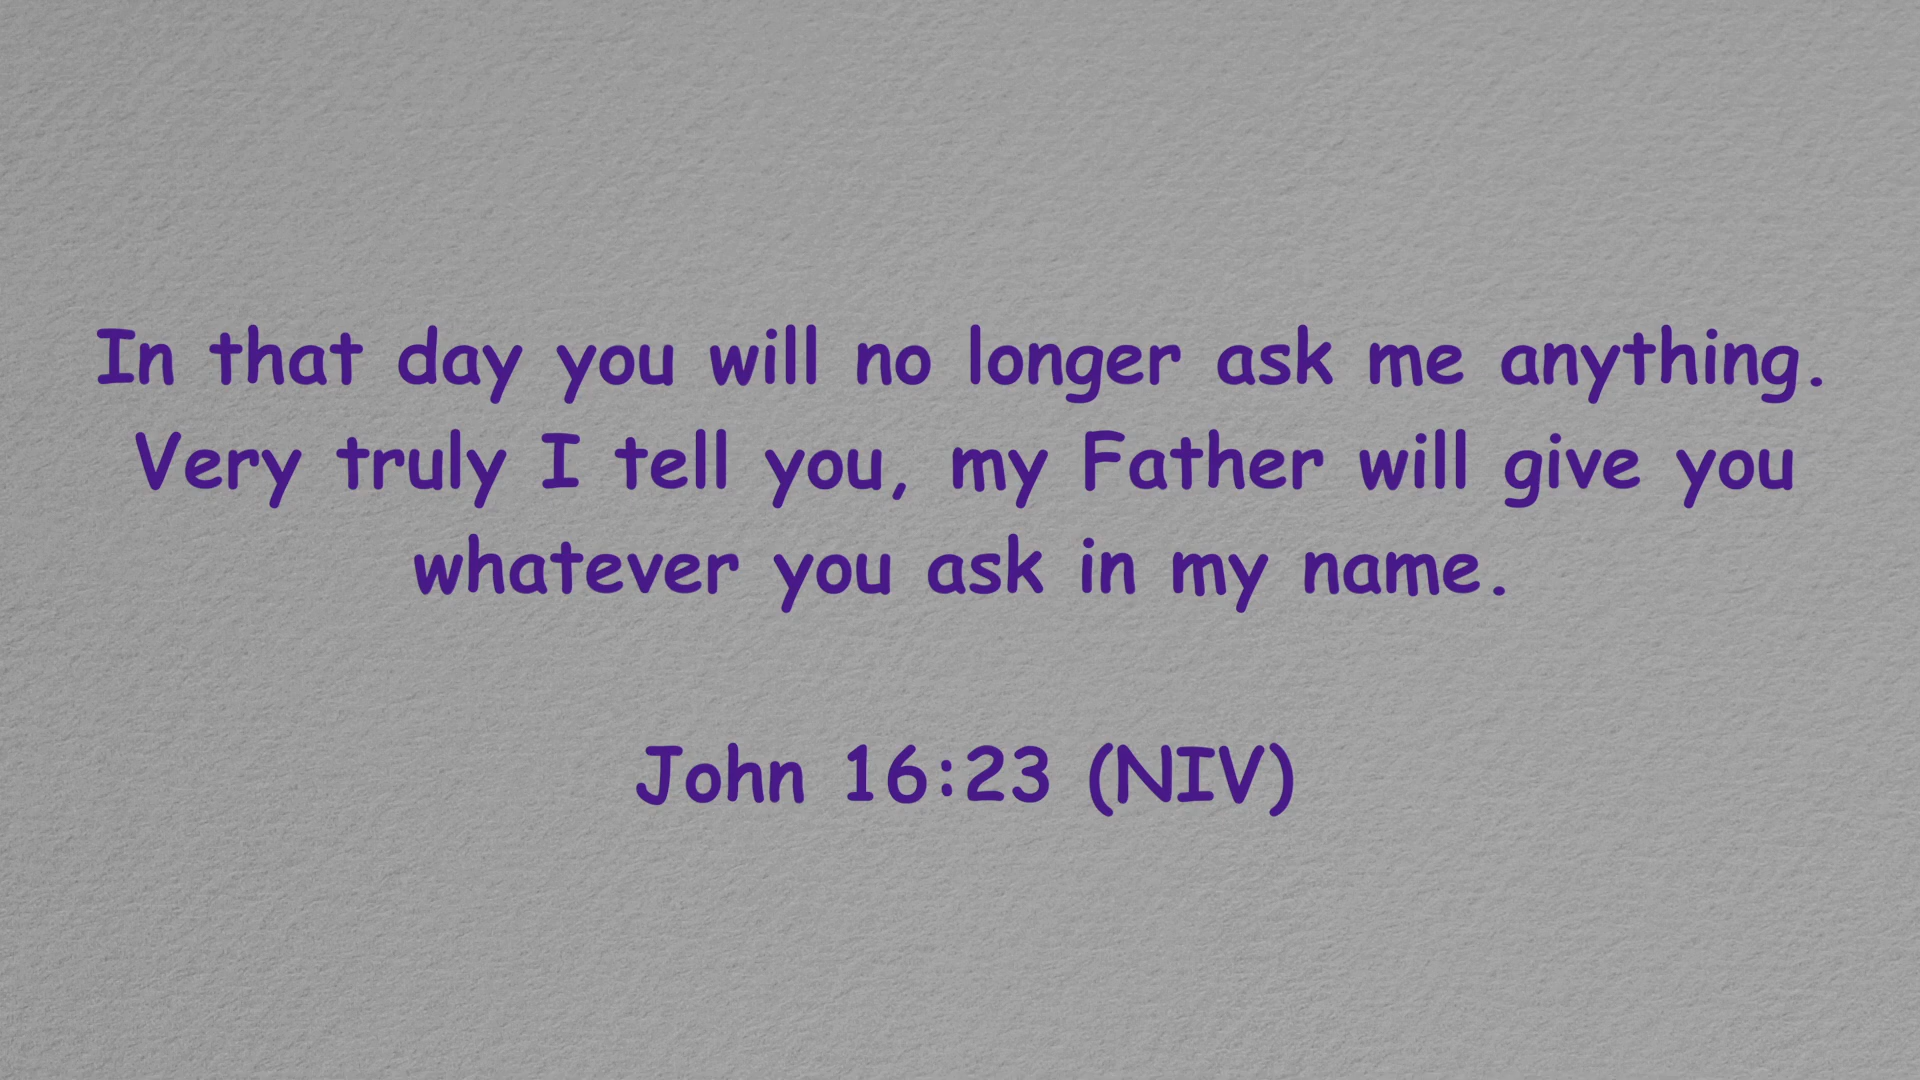 In that day you will no longer ask me anything.
Very truly I tell you, my Father will give you
whatever you ask in my name.
John 16:23 (NIV)